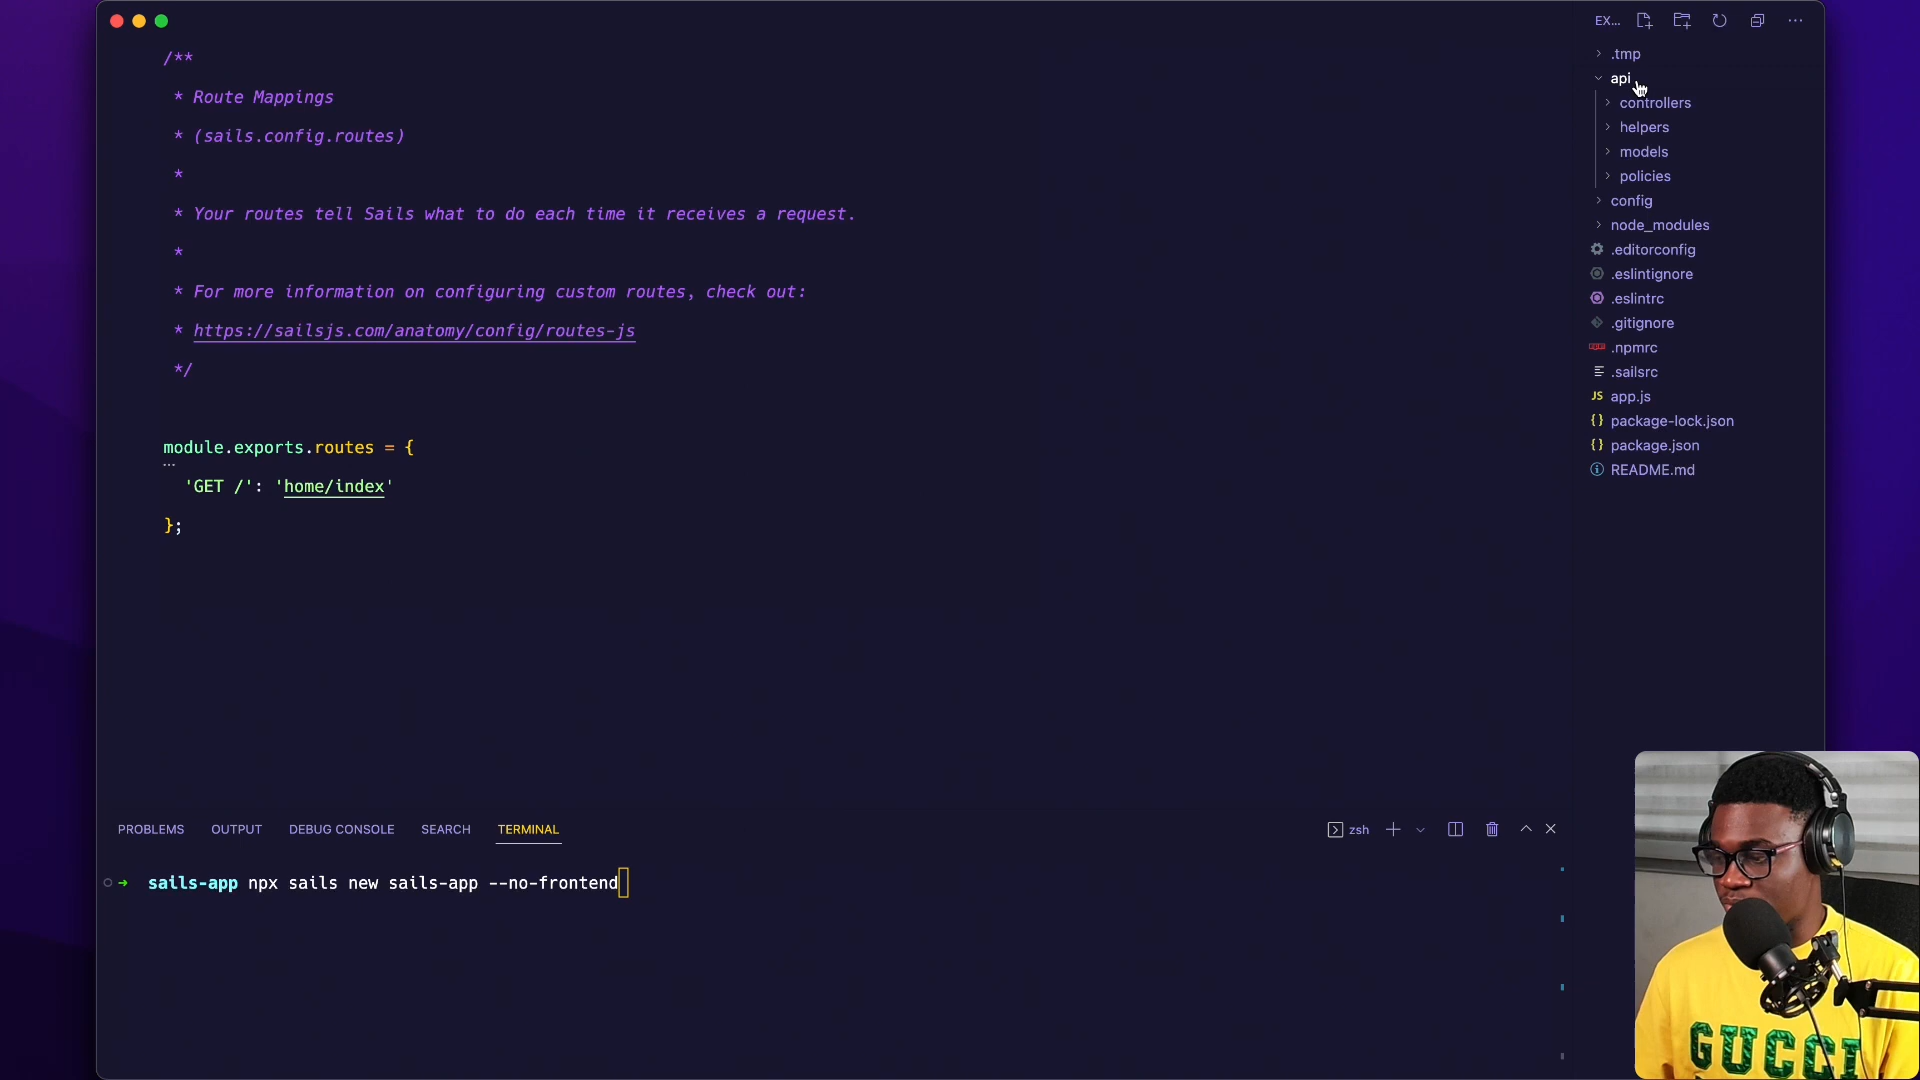 /**
* Route Mappings
* (sails.config.routes)
*
* Your routes tell Sails what to do each time it receives a request.
*
* For more information on configuring custom routes, check out:
* https://sailsjs.com/anatomy/config/routes-js
*/
module.exports.routes = {
'GET /': 'home/index'
};
EX...
.tmp
api
controllers
helpers
models
policies
config
node_modules
.editorconfig
.eslintignore
.eslintrc
.gitignore
.npmrc
.sailsrc
JS app.js
{} package-lock.json
{} package.json
README.md
PROBLEMS OUTPUT DEBUG CONSOLE SEARCH TERMINAL
zsh
sails-app npx sails new sails-app --no-frontend
GUCCI